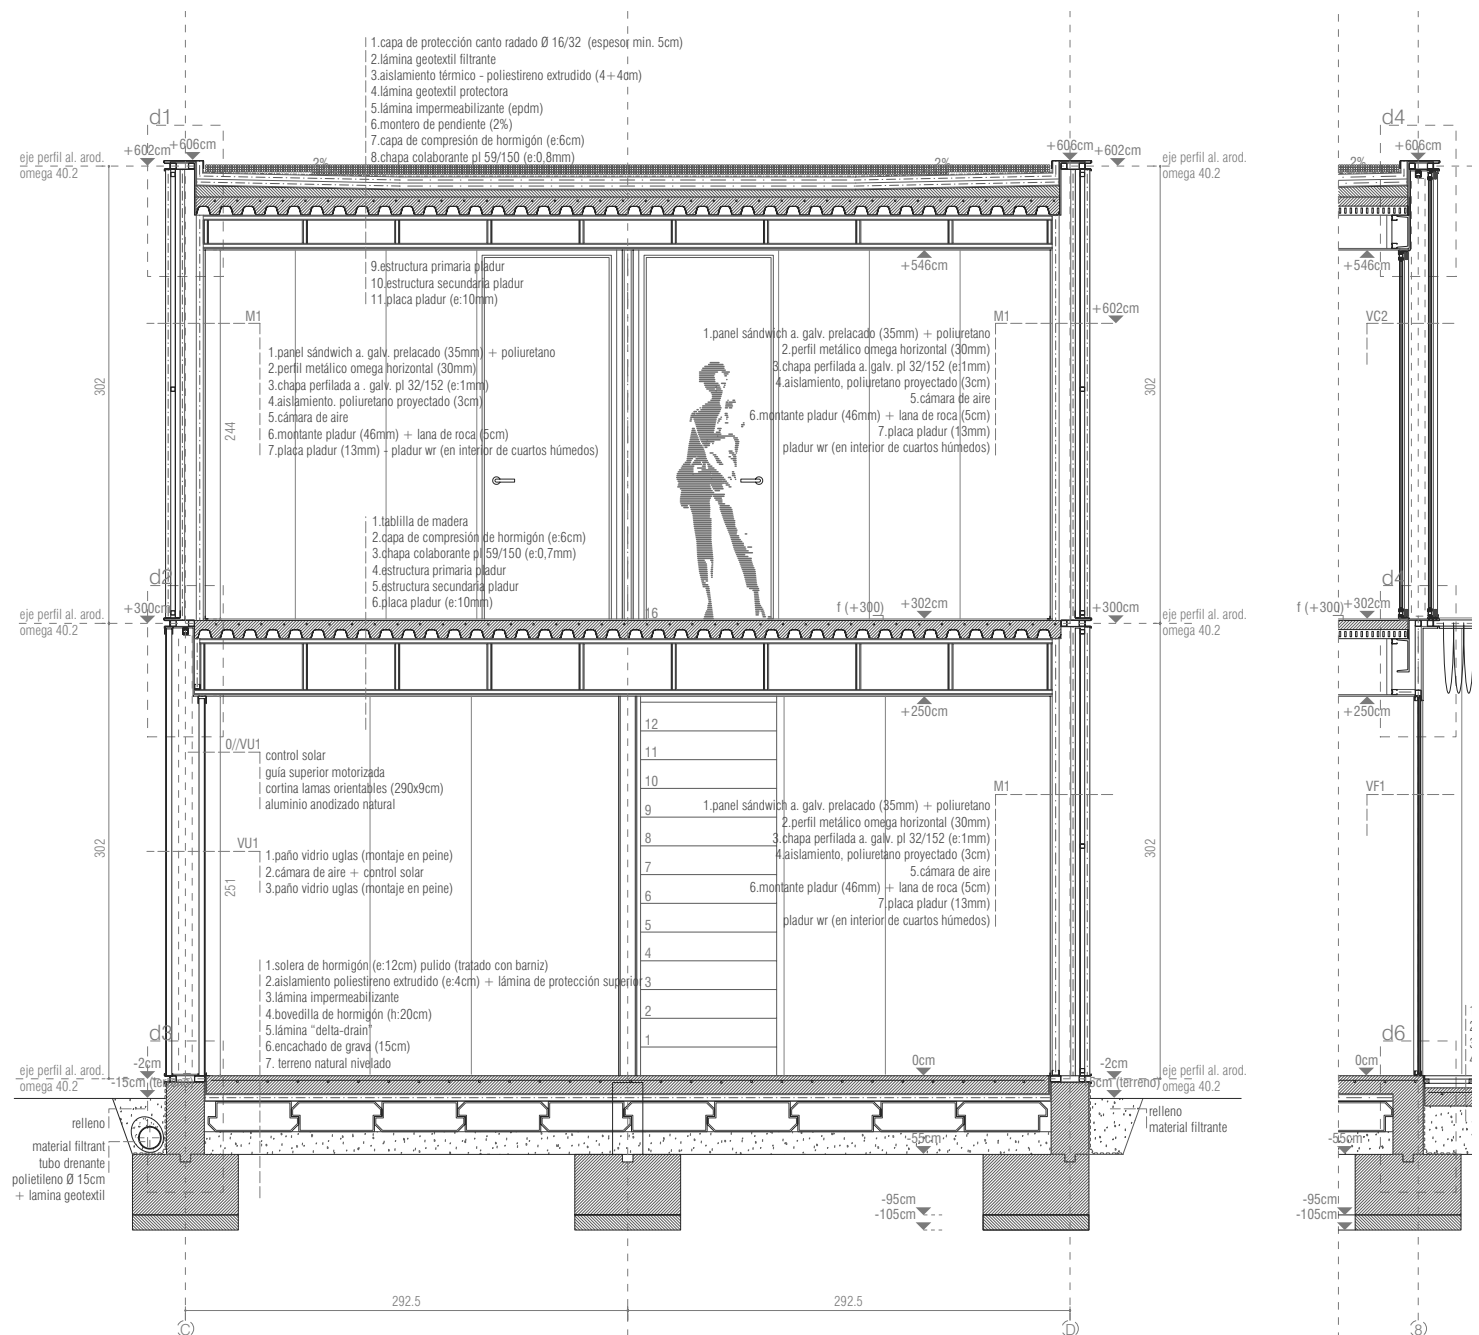 1.capa de protección canto radado Ø 16/32 (espesor min. 5cm)
2.lámina geotextil filtrante
3.aislamiento térmico - poliestireno extrudido (4+4cm)
4.lámina geotextil protectora
5.lámina impermeabilizante (epdm)
6.montero de pendiente (2%)
7.capa de compresión de hormigón (e:6cm)
8.chapa colaborante pl 59/150 (e:0,8mm)
d1
d4
+602cm
+606cm
+606cm
+602cm
+606cm
eje perfil al. arod.
omega 40.2
2%
2%
eje perfil al. arod.
omega 40.2
2%
+546cm
+546cm
9.estructura primaria pladur
10.estructura secundaria pladur
11.placa pladur (e:10mm)
M1
M1
+602cm
VC2
1.panel sándwich a. galv. prelacado (35mm) + poliuretano
2.perfil metálico omega horizontal (30mm)
3.chapa perfilada a . galv. pl 32/152 (e:1mm)
4.aislamiento. poliuretano proyectado (3cm)
5.cámara de aire
6.montante pladur (46mm) + lana de roca (5cm)
7.placa pladur (13mm) - pladur wr (en interior de cuartos húmedos)
1.panel sándwich a. galv. prelacado (35mm) + poliuretano
2.perfil metálico omega horizontal (30mm)
3.chapa perfilada a. galv. pl 32/152 (e:1mm)
4.aislamiento, poliuretano proyectado (3cm)
5.cámara de aire
6.montante pladur (46mm) + lana de roca (5cm)
7.placa pladur (13mm)
pladur wr (en interior de cuartos húmedos)
302
244
302
1.tablilla de madera
2.capa de compresión de hormigón (e:6cm)
3.chapa colaborante pl 59/150 (e:0,7mm)
4.estructura primaria pladur
5.estructura secundaria pladur
6.placa pladur (e:10mm)
d2
d4
+300cm
16
f (+300)
+302cm
+300cm
f (+300)
+302cm
eje perfil al. arod.
omega 40.2
eje perfil al. arod.
omega 40.2
+250cm
+250cm
0//VU1
control solar
guía superior motorizada
cortina lamas orientables (290x9cm)
aluminio anodizado natural
12
11
10
9
8
7
6
5
4
3
2
1
M1
VF1
1.panel sándwich a. galv. prelacado (35mm) + poliuretano
2.perfil metálico omega horizontal (30mm)
3.chapa perfilada a. galv. pl 32/152 (e:1mm)
4.aislamiento, poliuretano proyectado (3cm)
5.cámara de aire
6.montante pladur (46mm) + lana de roca (5cm)
7.placa pladur (13mm)
pladur wr (en interior de cuartos húmedos)
VU1
1.paño vidrio uglas (montaje en peine)
2.cámara de aire + control solar
3.paño vidrio uglas (montaje en peine)
302
251
302
1.solera de hormigón (e:12cm) pulido (tratado con barniz)
2.aislamiento poliestireno extrudido (e:4cm) + lámina de protección superior
3.lámina impermeabilizante
4.bovedilla de hormigón (h:20cm)
5.lámina "delta-drain"
6.encachado de grava (15cm)
7. terreno natural nivelado
d3
d6
-2cm
0cm
-2cm
0cm
eje perfil al. arod.
omega 40.2
-15cm
eje perfil al. arod.
omega 40.2
(terreno)
relleno
material filtrant
tubo drenante
polietileno Ø 15cm
+ lamina geotextil
relleno
material filtrante
-55cm
-55cm
-95cm
-105cm
-95cm
-105cm
292.5
292.5
C
D